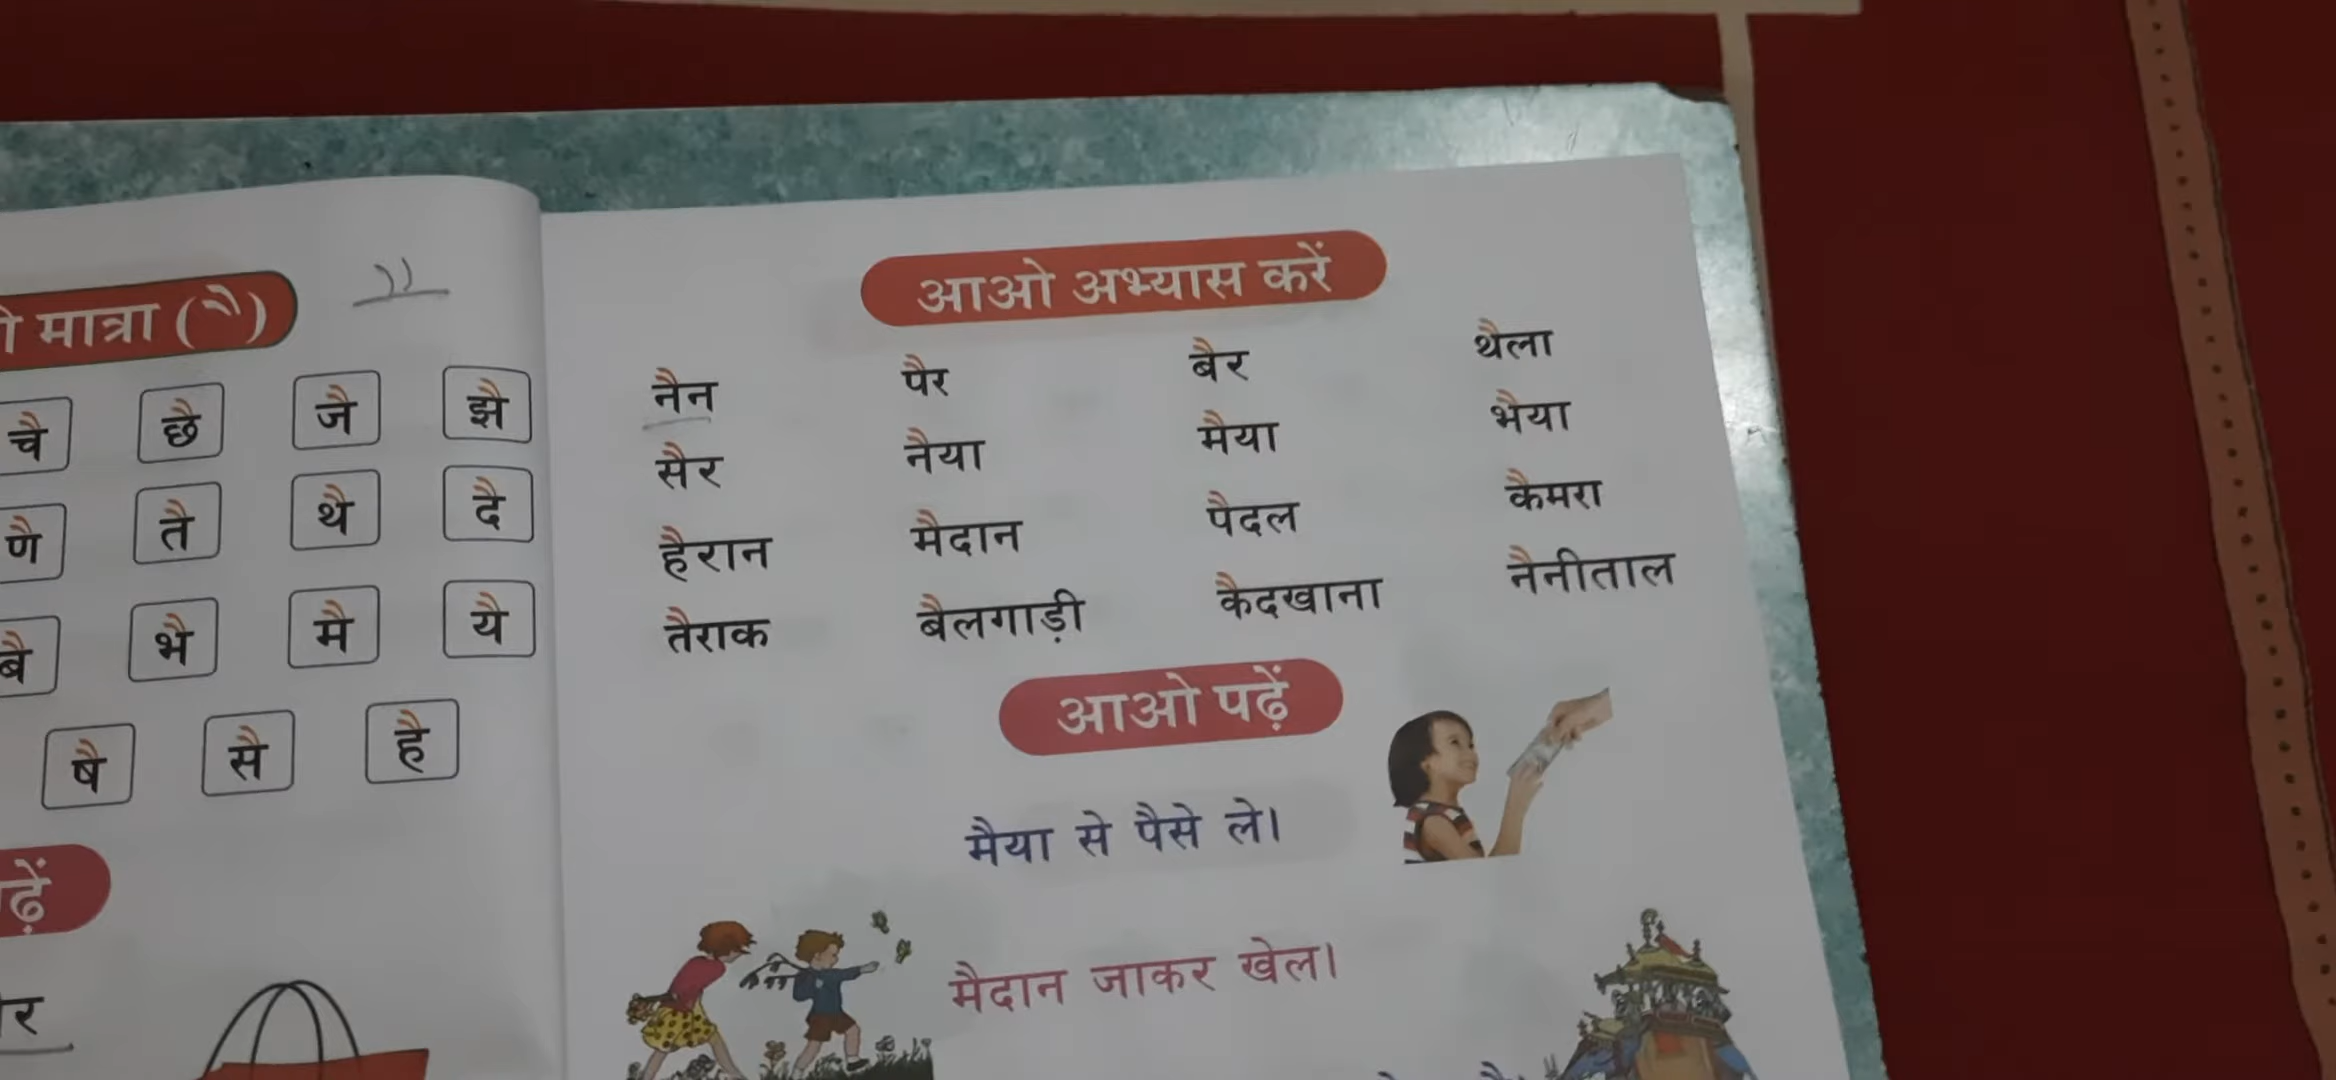 मात्रा (ै)
चै छै जै झै
णै तै थै दै
बै भै मै यै
षै सै है
आओ अभ्यास करें
नैन पैर बैर थैला
सैर नैया मैया भैया
हैरान मैदान पैदल कैमरा
तैराक बैलगाड़ी कैदखाना नैनीताल
आओ पढ़ें
मैया से पैसे ले।
मैदान जाकर खेल।